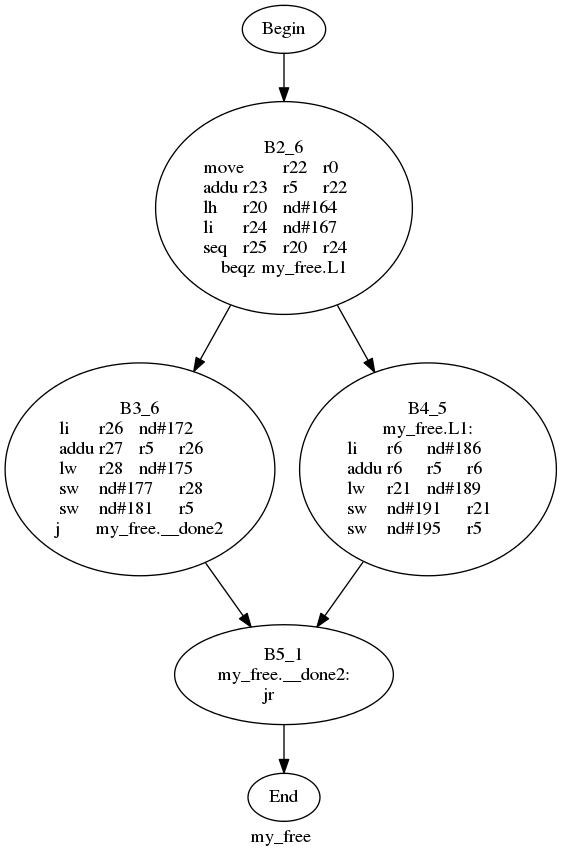 Begin
B2_6
move r22 r0
addu r23 r5 r22
lh r20 nd#164
li r24 nd#167
seq r25 r20 r24
beqz my_free.L1
B3_6
li r26 nd#172
addu r27 r5 r26
lw r28 nd#175
sw nd#177 r28
sw nd#181 r5
j my_free.__done2
B4_5
my_free.L1:
li r6 nd#186
addu r6 r5 r6
lw r21 nd#189
sw nd#191 r21
sw nd#195 r5
B5_1
my_free.__done2:
jr
End
my_free